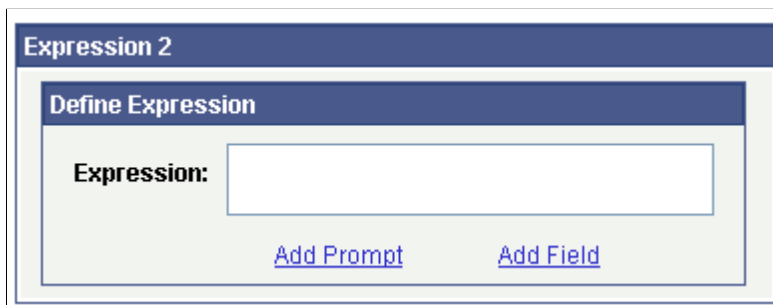 Expression 2
Define Expression
Expression:
Add Prompt Add Field